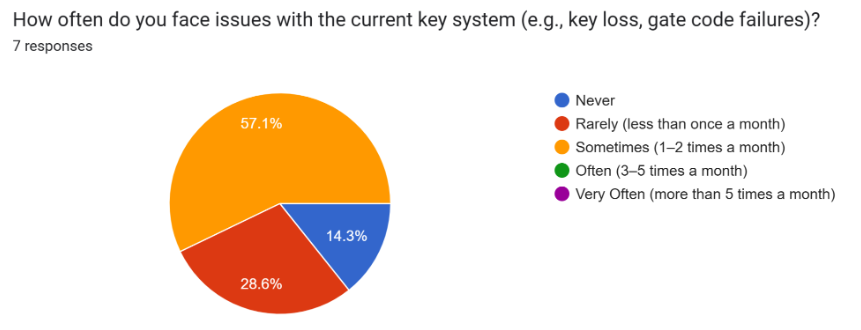 How often do you face issues with the current key system (e.g., key loss, gate code failures)?
7 responses
57.1%
14.3%
28.6%
Never
Rarely (less than once a month)
Sometimes (1–2 times a month)
Often (3–5 times a month)
Very Often (more than 5 times a month)